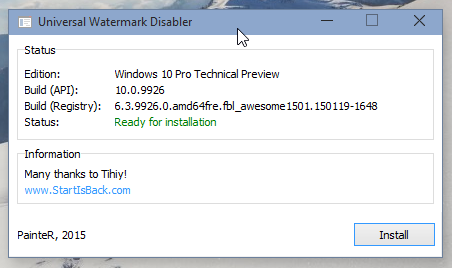 Universal Watermark Disabler
Status
Edition: Windows 10 Pro Technical Preview
Build (API): 10.0.9926
Build (Registry): 6.3.9926.0.amd64fre.fbl_awesome1501.150119-1648
Status: Ready for installation
Information
Many thanks to Tihiy!
www.StartIsBack.com
PainteR, 2015 Install